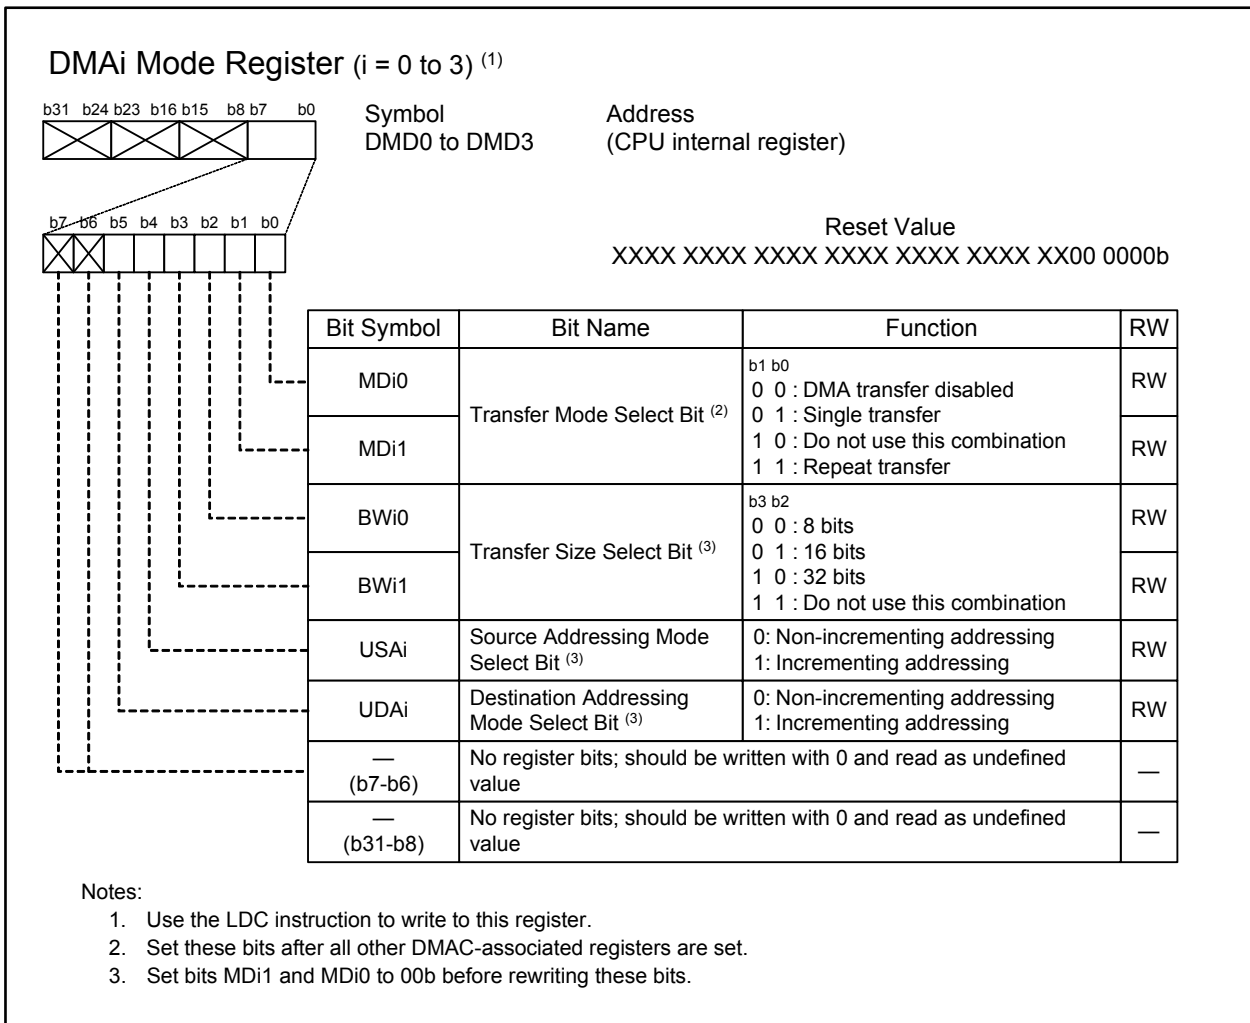 DMAi Mode Register (i = 0 to 3) (1)
b31 b24 b23 b16 b15 b8 b7 b0
Symbol Address
DMD0 to DMD3 (CPU internal register)
b7 b6 b5 b4 b3 b2 b1 b0
Reset Value
XXXX XXXX XXXX XXXX XXXX XXXX XX00 0000b
Bit Symbol Bit Name Function RW
MDi0 RW
MDi1 RW
Transfer Mode Select Bit (2)
b1 b0
0 0 : DMA transfer disabled
0 1 : Single transfer
1 0 : Do not use this combination
1 1 : Repeat transfer
BWi0 RW
BWi1 RW
Transfer Size Select Bit (3)
b3 b2
0 0 : 8 bits
0 1 : 16 bits
1 0 : 32 bits
1 1 : Do not use this combination
USAi
Source Addressing Mode
Select Bit (3)
0: Non-incrementing addressing
1: Incrementing addressing
RW
UDAi
Destination Addressing
Mode Select Bit (3)
0: Non-incrementing addressing
1: Incrementing addressing
RW
—
(b7-b6)
No register bits; should be written with 0 and read as undefined
value
—
—
(b31-b8)
No register bits; should be written with 0 and read as undefined
value
—
Notes:
1. Use the LDC instruction to write to this register.
2. Set these bits after all other DMAC-associated registers are set.
3. Set bits MDi1 and MDi0 to 00b before rewriting these bits.